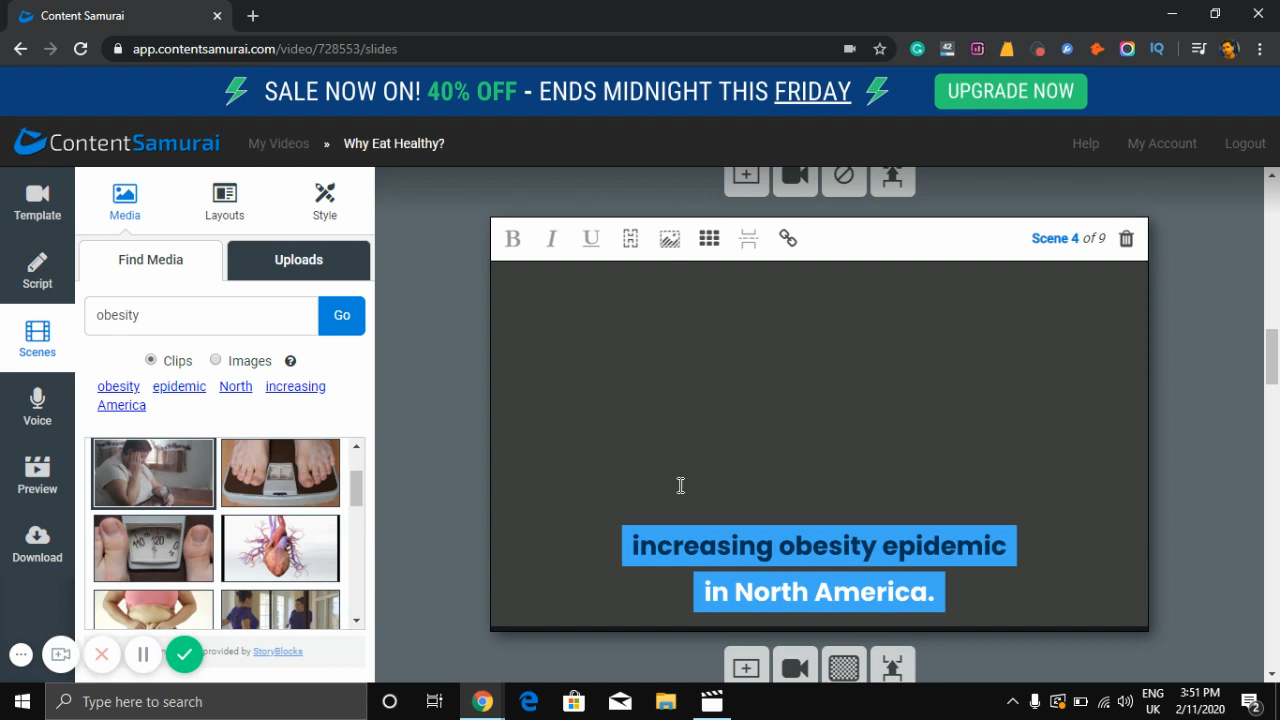 Content Samurai
app.contentsamurai.com/video/728553/slides
42
IQ
SALE NOW ON! 40% OFF - ENDS MIDNIGHT THIS FRIDAY
UPGRADE NOW
ContentSamurai
My Videos » Why Eat Healthy?
Help
My Account
Logout
Template
Script
Scenes
Voice
Preview
Download
Media
Layouts
Style
Find Media
Uploads
obesity
Go
Clips
Images
obesity epidemic North increasing
America
provided by StoryBlocks
B I U
Scene 4 of 9
increasing obesity epidemic
in North America.
Type here to search
ENG
UK
3:51 PM
2/11/2020
2